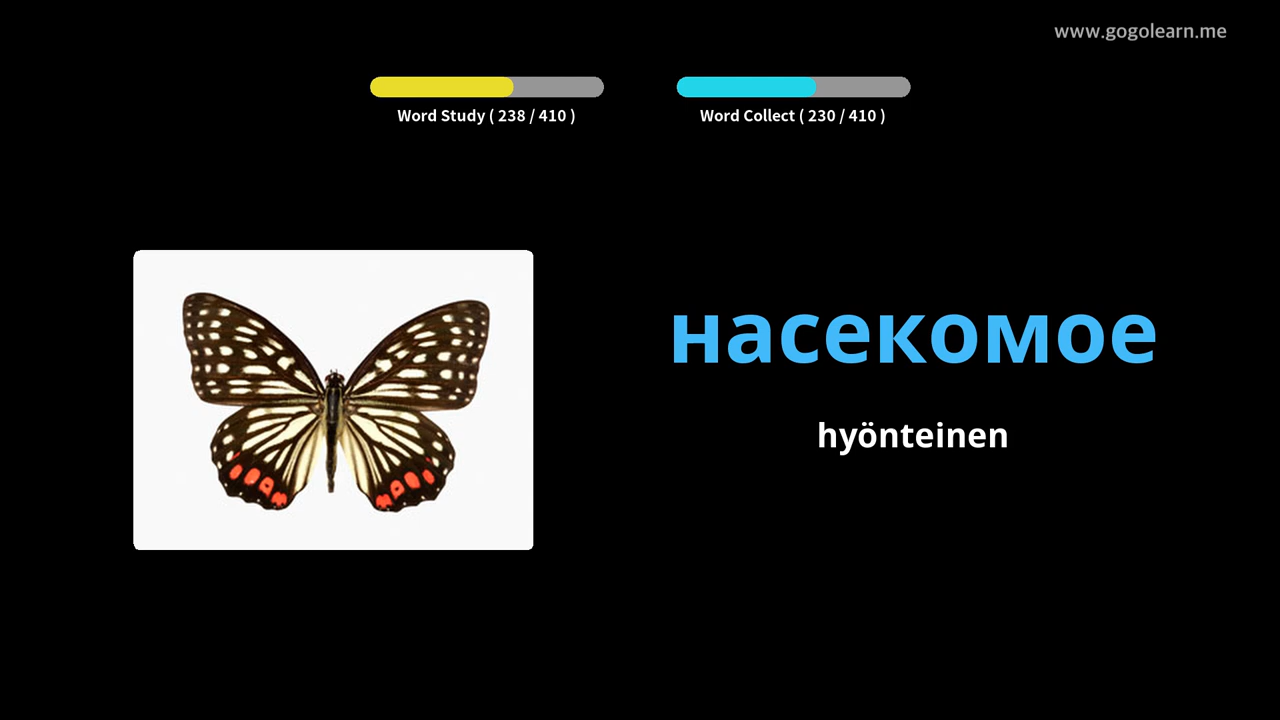 www.gogolearn.me
Word Study ( 238 / 410 )
Word Collect ( 230 / 410 )
насекомое
hyönteinen